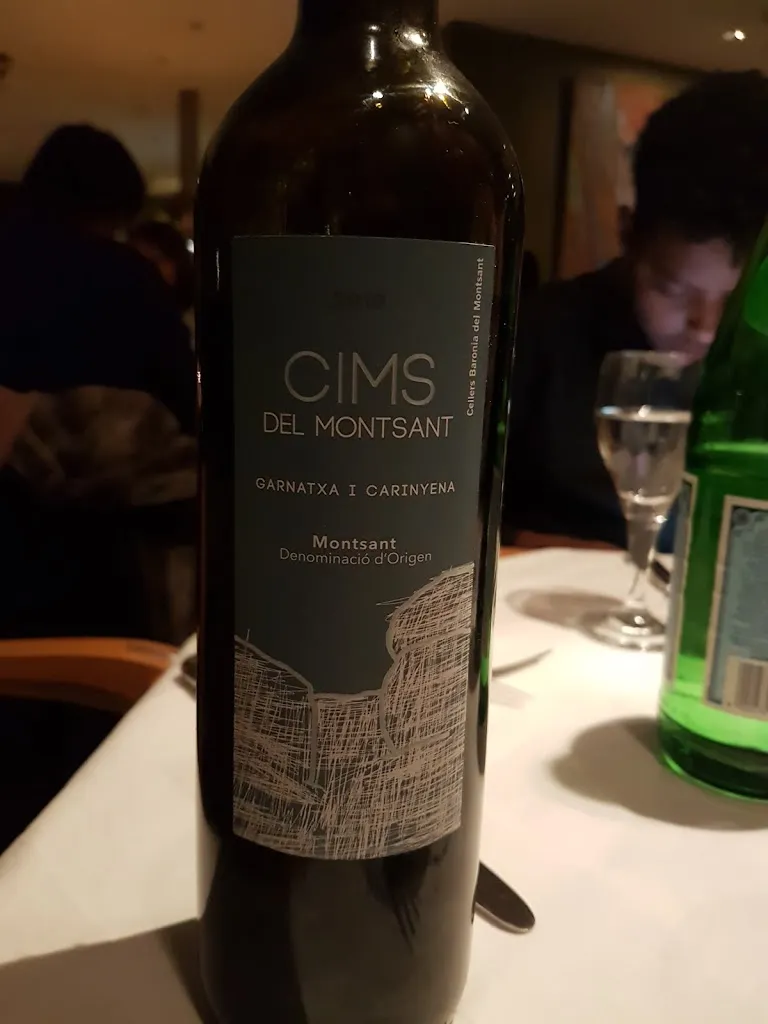 CIMS
DEL MONTSANT
GARNATXA I CARINYENA
Montsant
Denominació d'Origen
Cellers Baronia del Montsant